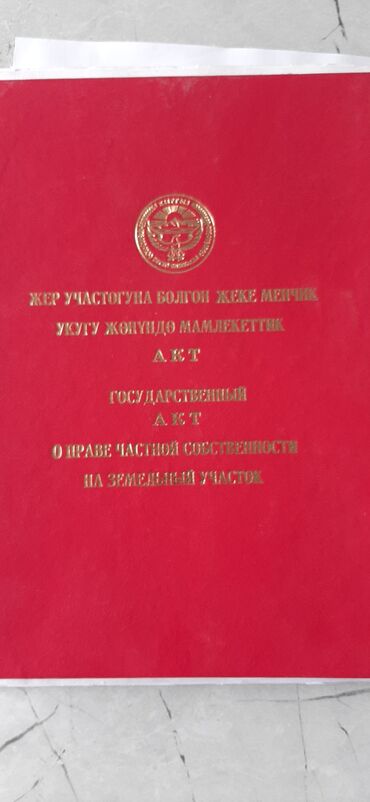 ЖЕР УЧАСТОГУНА БОЛГОН ЖЕКЕ МЕНЧИК
УКУГУ ЖӨНҮНДӨ МАМЛЕКЕТТИК
АКТ
ГОСУДАРСТВЕННЫЙ
АКТ
О ПРАВЕ ЧАСТНОЙ СОБСТВЕННОСТИ
НА ЗЕМЕЛЬНЫЙ УЧАСТОК